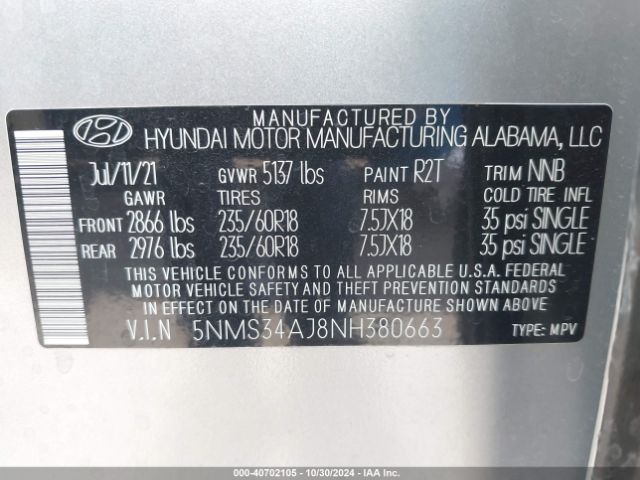 MANUFACTURED BY
HYUNDAI MOTOR MANUFACTURING ALABAMA, LLC
Jul/11/21 GVWR 5137 lbs PAINT R2T TRIM NNB
GAWR TIRES RIMS COLD TIRE INFL
FRONT 2866 lbs 235/60R18 7.5JX18 35 psi SINGLE
REAR 2976 lbs 235/60R18 7.5JX18 35 psi SINGLE
THIS VEHICLE CONFORMS TO ALL APPLICABLE U.S.A. FEDERAL
MOTOR VEHICLE SAFETY AND THEFT PREVENTION STANDARDS
IN EFFECT ON THE DATE OF MANUFACTURE SHOWN ABOVE
V.I.N 5NMS34AJ8NH380663 TYPE: MPV
000-40702105 - 10/30/2024 - IAA Inc.